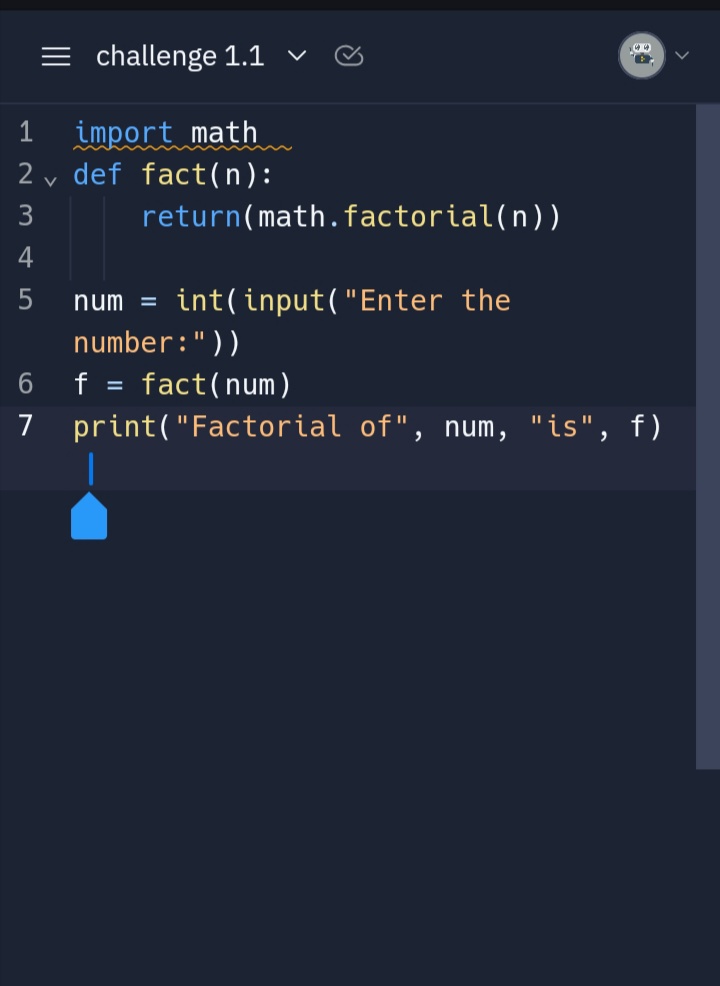 challenge 1.1
1 import math
2 def fact(n):
3     return(math.factorial(n))
4
5 num = int(input("Enter the
number:"))
6 f = fact(num)
7 print("Factorial of", num, "is", f)